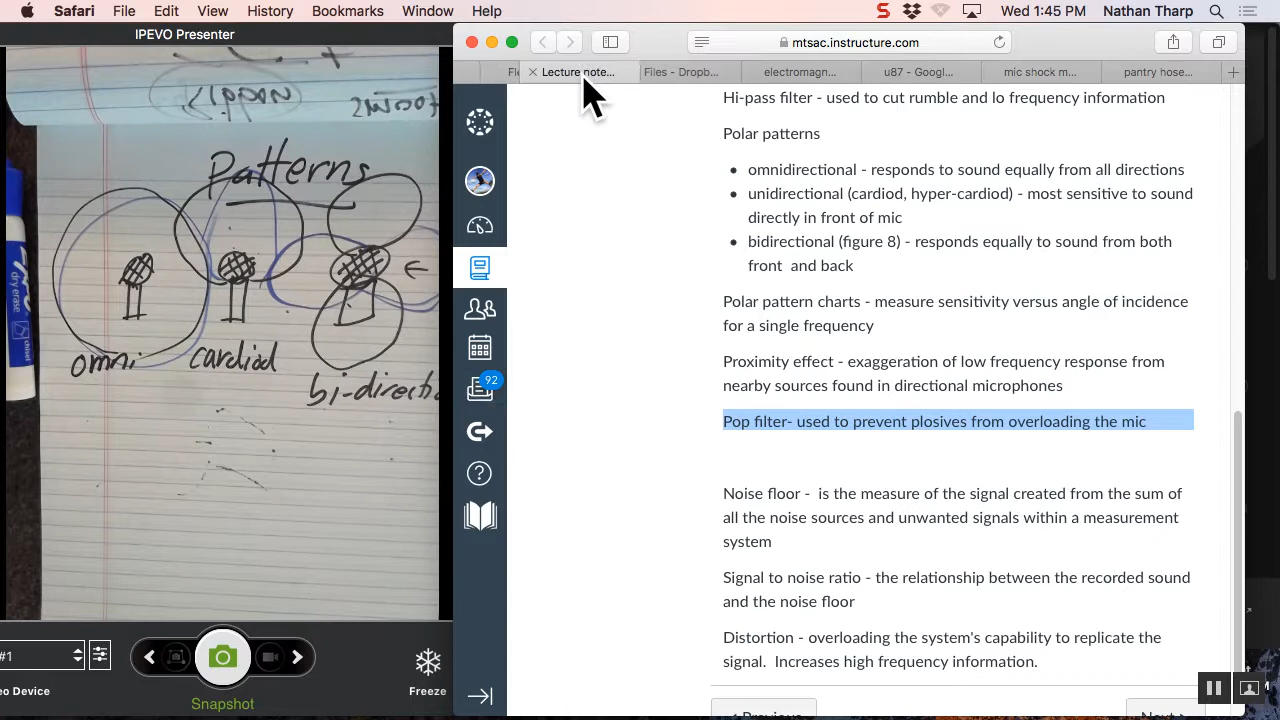 Safari File Edit View History Bookmarks Window Help
Wed 1:45 PM Nathan Tharp
IPEVO Presenter
mtsac.instructure.com
Lecture note...
Files - Dropb...
electromagn...
u87 - Googl...
mic shock m...
pantry hose...
Patterns
omni
cardiod
bi-directi
dry erase
92
Hi-pass filter - used to cut rumble and lo frequency information
Polar patterns
omnidirectional - responds to sound equally from all directions
unidirectional (cardiod, hyper-cardiod) - most sensitive to sound
directly in front of mic
bidirectional (figure 8) - responds equally to sound from both
front and back
Polar pattern charts - measure sensitivity versus angle of incidence
for a single frequency
Proximity effect - exaggeration of low frequency response from
nearby sources found in directional microphones
Pop filter- used to prevent plosives from overloading the mic
Noise floor - is the measure of the signal created from the sum of
all the noise sources and unwanted signals within a measurement
system
Signal to noise ratio - the relationship between the recorded sound
and the noise floor
Distortion - overloading the system's capability to replicate the
signal. Increases high frequency information.
Previous
Next
#1
eo Device
Snapshot
Freeze